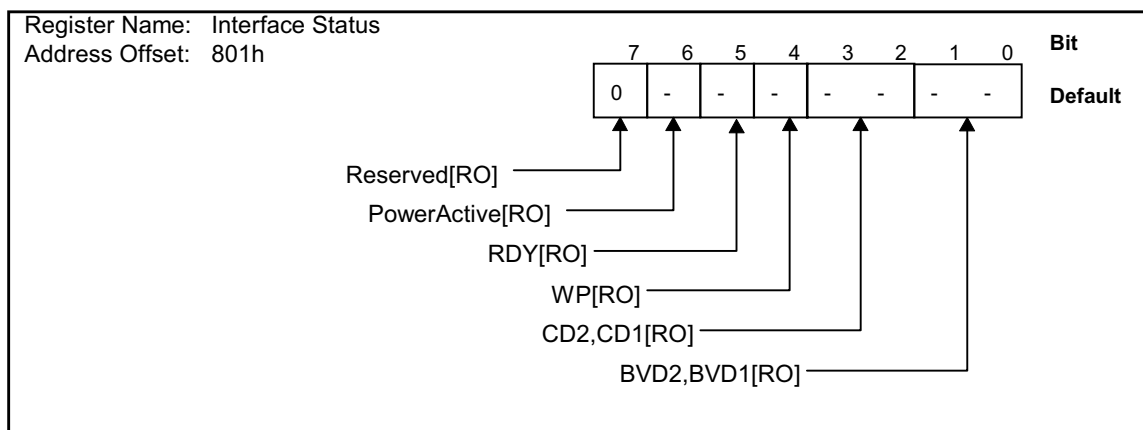 Register Name: Interface Status
Address Offset: 801h
7 6 5 4 3 2 1 0 Bit
0 - - - - - - - Default
Reserved[RO]
PowerActive[RO]
RDY[RO]
WP[RO]
CD2,CD1[RO]
BVD2,BVD1[RO]